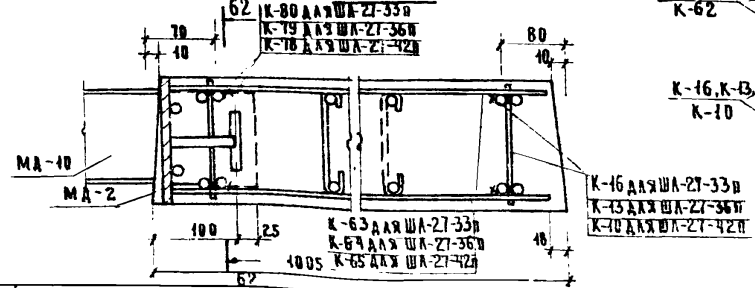 62
К-80 ДЛЯ ША-27-33п
К-79 ДЛЯ ША-27-36п
К-78 ДЛЯ ША-27-42п
К-62
70
10
80
10
К-16, К-13,
К-10
МА-10
МА-2
К-16 ДЛЯ ША-27-33п
К-13 ДЛЯ ША-27-36п
К-10 ДЛЯ ША-27-42п
100
25
К-63 ДЛЯ ША-27-33п
К-64 ДЛЯ ША-27-36п
К-65 ДЛЯ ША-27-42п
18
1005
62